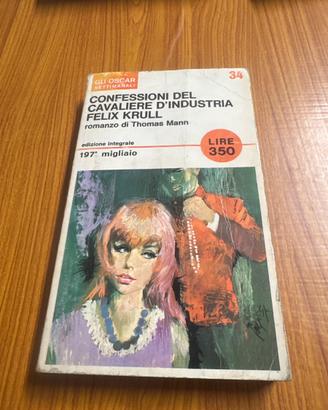 GLI OSCAR
SETTIMANALI
34
CONFESSIONI DEL
CAVALIERE D'INDUSTRIA
FELIX KRULL
romanzo di Thomas Mann
edizione integrale
197° migliaio
LIRE
350